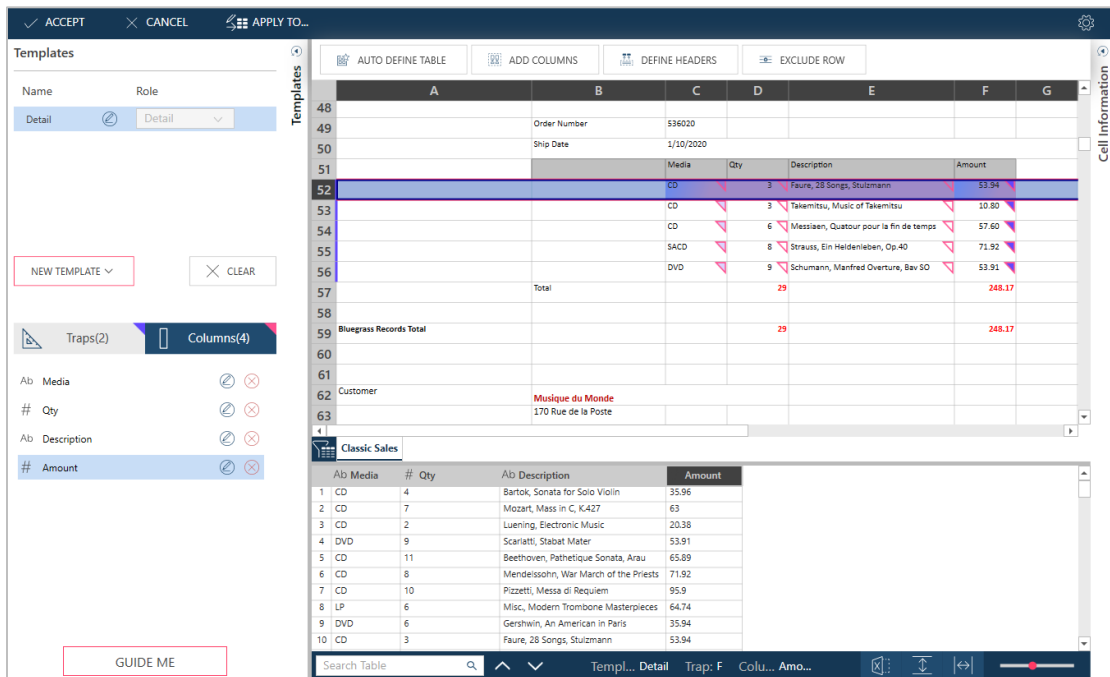 ACCEPT CANCEL APPLY TO...
Templates
Name Role
Detail Detail
NEW TEMPLATE CLEAR
Traps(2) Columns(4)
Ab Media
# Qty
Ab Description
# Amount
GUIDE ME
Templates
AUTO DEFINE TABLE ADD COLUMNS DEFINE HEADERS EXCLUDE ROW
A B C D E F G
48
49 Order Number 536020
50 Ship Date 1/10/2020
51 Media Qty Description Amount
52 CD 3 Faure, 28 Songs, Stulzmann 53.94
53 CD 3 Takemitsu, Music of Takemitsu 10.80
54 CD 6 Messiaen, Quatour pour la fin de temps 57.60
55 SACD 8 Strauss, Ein Heldenleben, Op.40 71.92
56 DVD 9 Schumann, Manfred Overture, Bav SO 53.91
57 Total 29 248.17
58
59 Bluegrass Records Total 29 248.17
60
61
62 Customer Musique du Monde
63 170 Rue de la Poste
Classic Sales
Ab Media # Qty Ab Description Amount
1 CD 4 Bartok, Sonata for Solo Violin 35.96
2 CD 7 Mozart, Mass in C, K.427 63
3 CD 2 Luening, Electronic Music 20.38
4 DVD 9 Scarlatti, Stabat Mater 53.91
5 CD 11 Beethoven, Pathetique Sonata, Arau 65.89
6 CD 8 Mendelssohn, War March of the Priests 71.92
7 CD 10 Pizzetti, Messa di Requiem 95.9
8 LP 6 Misc., Modern Trombone Masterpieces 64.74
9 DVD 6 Gershwin, An American in Paris 35.94
10 CD 3 Faure, 28 Songs, Stulzmann 53.94
Search Table Templ... Detail Trap: F Colu... Amo...
Cell Information